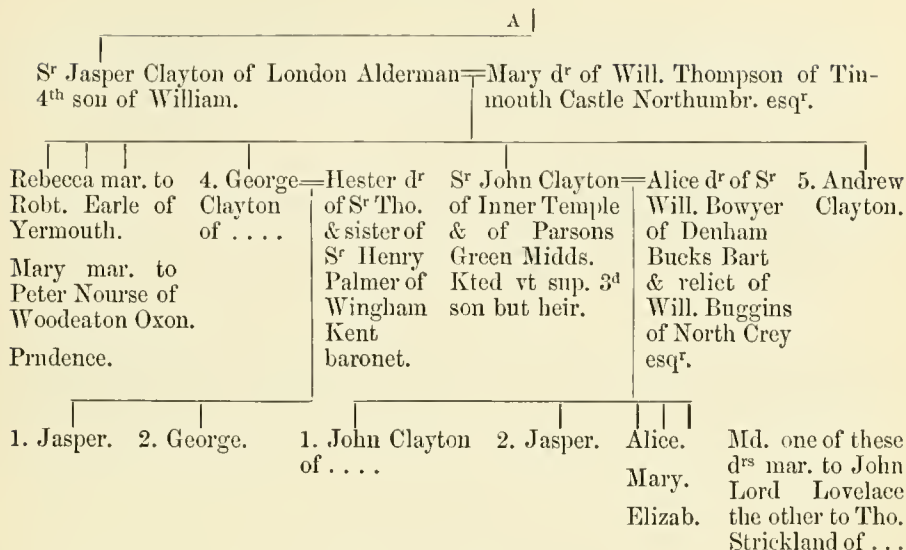 A
Sʳ Jasper Clayton of London Alderman=Mary dʳ of Will. Thompson of Tin-
4ᵗʰ son of William.
mouth Castle Northumbr. esqʳ.
Rebecca mar. to
Robt. Earle of
Yermouth.
Mary mar. to
Peter Nourse of
Woodeaton Oxon.
Prudence.
4. George=
Clayton
of . . . .
Hester dʳ
of Sʳ Tho.
& sister of
Sʳ Henry
Palmer of
Wingham
Kent
baronet.
Sʳ John Clayton=
of Inner Temple
& of Parsons
Green Midds.
Kted vt sup. 3ᵈ
son but heir.
Alice dʳ of Sʳ
Will. Bowyer
of Denham
Bucks Bart
& relict of
Will. Buggins
of North Crey
esqʳ.
5. Andrew
Clayton.
1. Jasper.
2. George.
1. John Clayton
of . . . .
2. Jasper.
Alice.
Mary.
Elizab.
Md. one of these
dʳˢ mar. to John
Lord Lovelace
the other to Tho.
Strickland of . . .